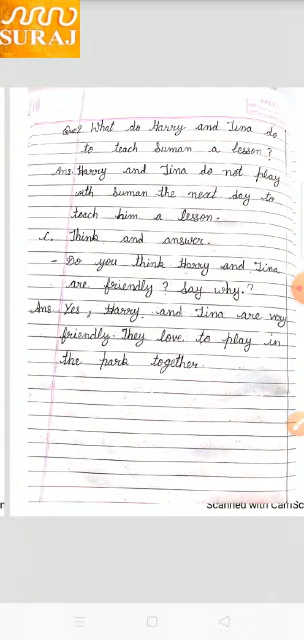 SURAJ
Que? What do Harry and Tina do
to teach Suman a lesson?
Ans. Harry and Tina do not play
with Suman the next day to
teach him a lesson.
C. Think and answer.
- Do you think Harry and Tina
are friendly? Say why.?
Ans Yes, Harry and Tina are very
friendly. They love to play in
the park together.
Scanned with CamSc